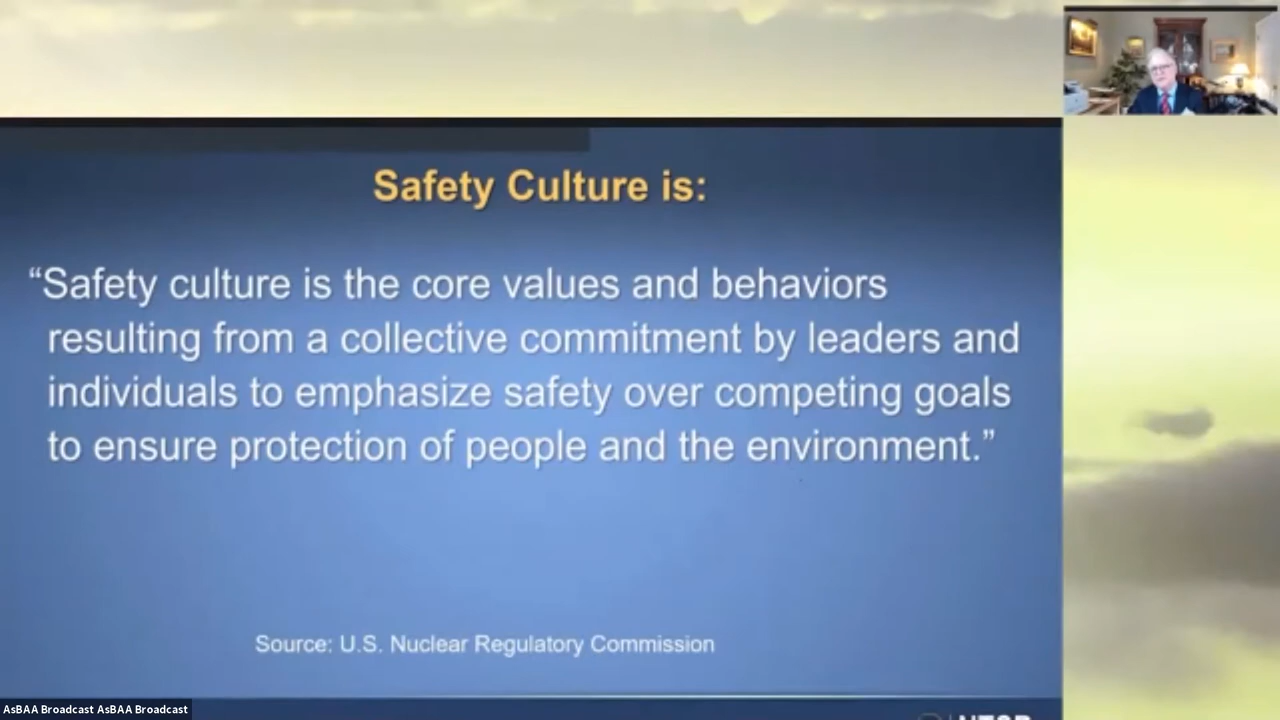 Safety Culture is:
“Safety culture is the core values and behaviors
resulting from a collective commitment by leaders and
individuals to emphasize safety over competing goals
to ensure protection of people and the environment.”
Source: U.S. Nuclear Regulatory Commission
AsBAA Broadcast AsBAA Broadcast